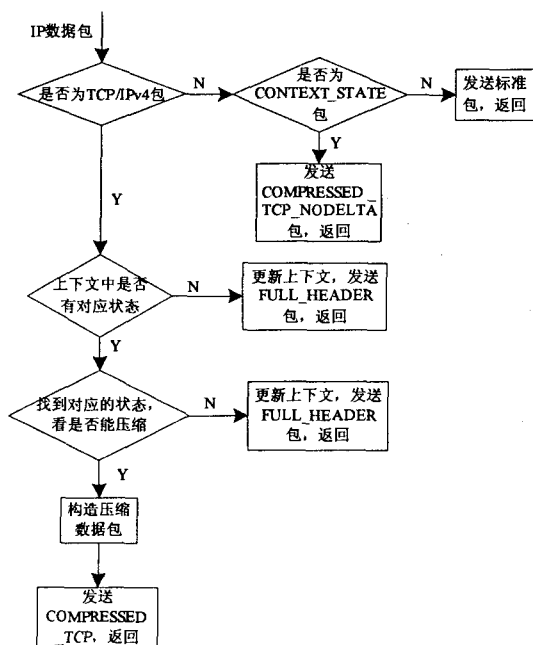 IP数据包
是否为TCP/IPv4包
N
是否为
CONTEXT_STATE
包
N
发送标准
包，返回
Y
发送
COMPRESSED_
TCP_NODELTA
包，返回
Y
上下文中是否
有对应状态
N
更新上下文，发送
FULL_HEADER
包，返回
Y
找到对应的状态，
看是否能压缩
N
更新上下文，发送
FULL_HEADER
包，返回
Y
构造压缩
数据包
发送
COMPRESSED
_TCP，返回